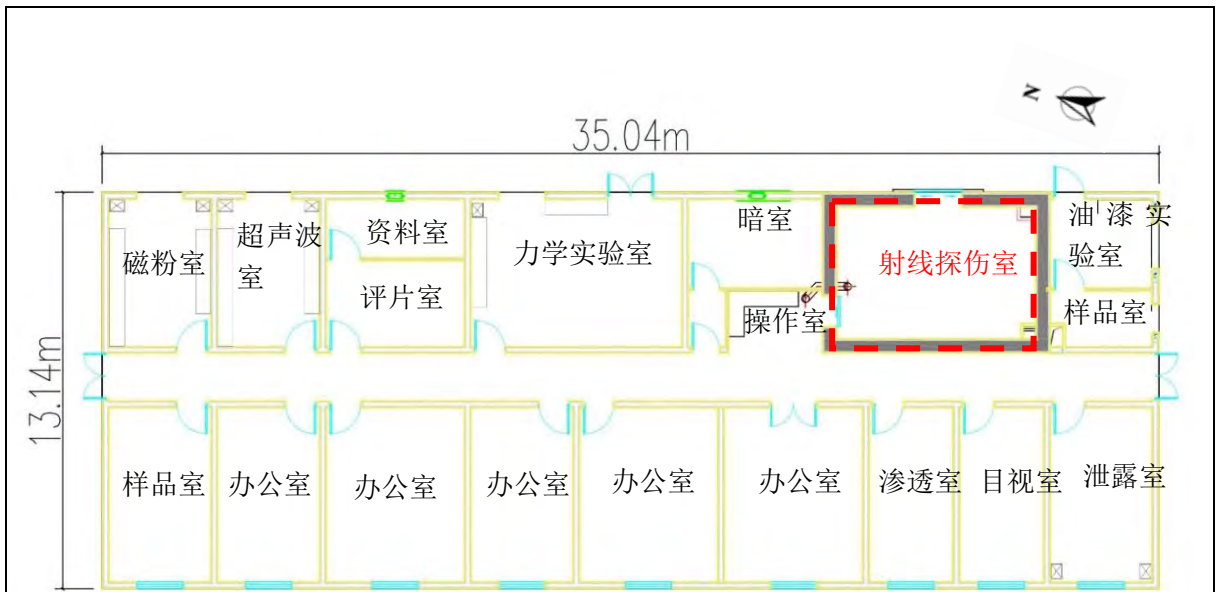 N
35.04m
13.14m
磁粉室
超声波
室
资料室
评片室
力学实验室
暗室
操作室
射线探伤室
油漆实
验室
样品室
样品室
办公室
办公室
办公室
办公室
办公室
渗透室
目视室
泄露室